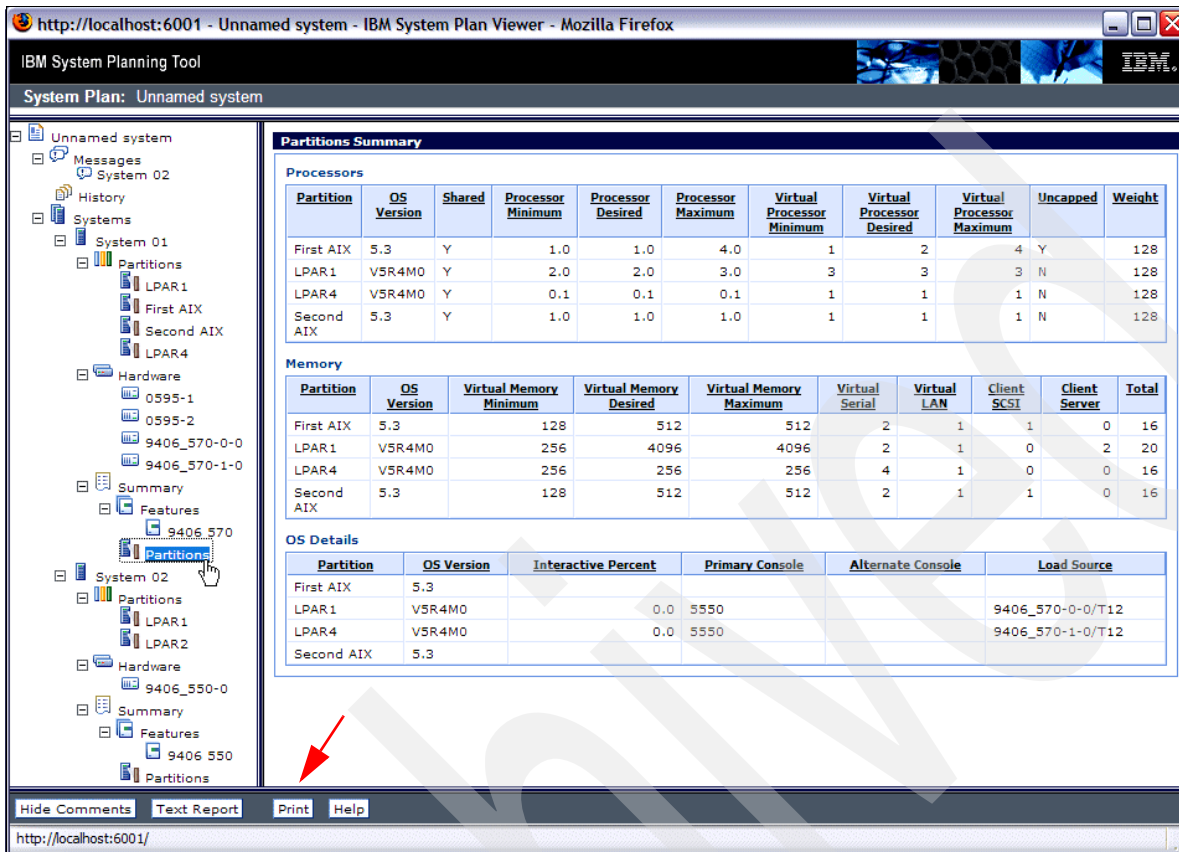 http://localhost:6001 - Unnamed system - IBM System Plan Viewer - Mozilla Firefox
IBM System Planning Tool
IBM.
System Plan: Unnamed system
Unnamed system
Messages
System 02
History
Systems
System 01
Partitions
LPAR1
First AIX
Second AIX
LPAR4
Hardware
0595-1
0595-2
9406_570-0-0
9406_570-1-0
Summary
Features
9406 570
Partitions
System 02
Partitions
LPAR1
LPAR2
Hardware
9406_550-0
Summary
Features
9406 550
Partitions
Partitions Summary
Processors
Partition OS Version Shared Processor Minimum Processor Desired Processor Maximum Virtual Processor Minimum Virtual Processor Desired Virtual Processor Maximum Uncapped Weight
First AIX 5.3 Y 1.0 1.0 4.0 1 2 4 Y 128
LPAR1 V5R4M0 Y 2.0 2.0 3.0 3 3 3 N 128
LPAR4 V5R4M0 Y 0.1 0.1 0.1 1 1 1 N 128
Second AIX 5.3 Y 1.0 1.0 1.0 1 1 1 N 128
Memory
Partition OS Version Virtual Memory Minimum Virtual Memory Desired Virtual Memory Maximum Virtual Serial Virtual LAN Client SCSI Client Server Total
First AIX 5.3 128 512 512 2 1 1 0 16
LPAR1 V5R4M0 256 4096 4096 2 1 0 2 20
LPAR4 V5R4M0 256 256 256 4 1 0 0 16
Second AIX 5.3 128 512 512 2 1 1 0 16
OS Details
Partition OS Version Interactive Percent Primary Console Alternate Console Load Source
First AIX 5.3
LPAR1 V5R4M0 0.0 5550 9406_570-0-0/T12
LPAR4 V5R4M0 0.0 5550 9406_570-1-0/T12
Second AIX 5.3
Hide Comments Text Report Print Help
http://localhost:6001/